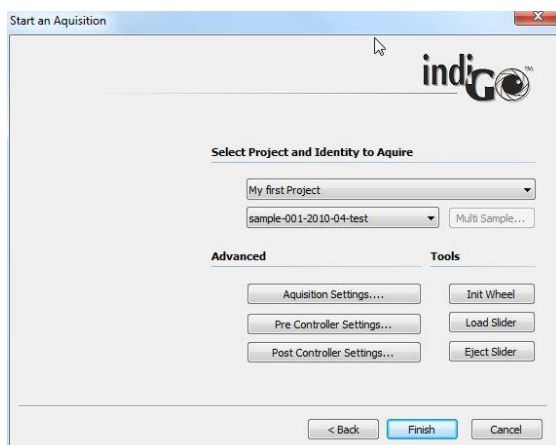 Start an Aquisition
indiGO™
Select Project and Identity to Aquire
My first Project
sample-001-2010-04-test
Multi Sample...
Advanced
Tools
Aquisition Settings....
Init Wheel
Pre Controller Settings...
Load Slider
Post Controller Settings...
Eject Slider
< Back
Finish
Cancel